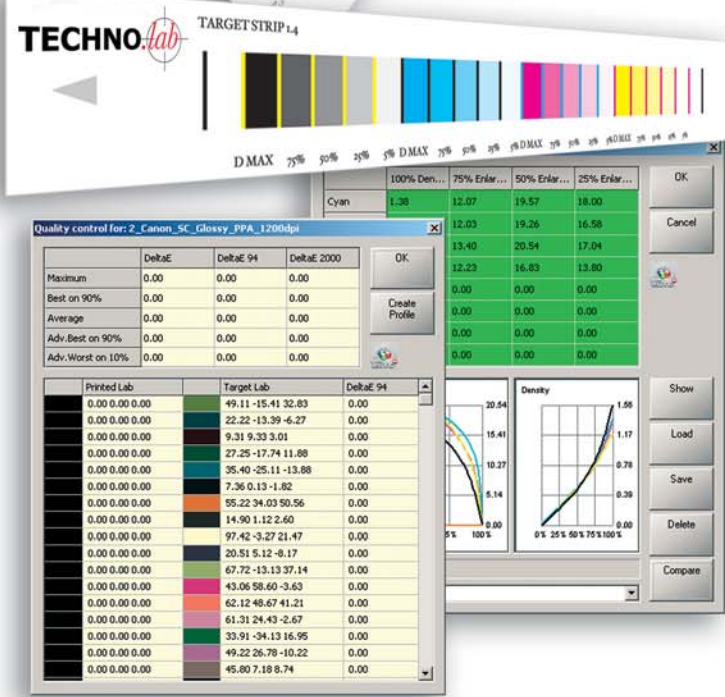 TECHNO.lab
TARGET STRIP 1.4
D MAX 75% 50% 25% 5% D MAX 75% 50% 25% 5% D MAX 75% 50% 25% 5% D MAX 75% 50% 25% 5%
100% Den... 75% Enlar... 50% Enlar... 25% Enlar...
OK
Cyan 1.38 12.07 19.57 18.00
Cancel
12.03 19.26 16.58
13.40 20.54 17.04
12.23 16.83 13.80
0.00 0.00 0.00
0.00 0.00 0.00
0.00 0.00 0.00
0.00 0.00 0.00
Quality control for: 2_Canon_SC_Glossy_PPA_1200dpi
DeltaE DeltaE 94 DeltaE 2000
OK
Maximum 0.00 0.00 0.00
Best on 90% 0.00 0.00 0.00
Create
Profile
Average 0.00 0.00 0.00
Adv.Best on 90% 0.00 0.00 0.00
Adv.Worst on 10% 0.00 0.00 0.00
Printed Lab Target Lab DeltaE 94
0.00 0.00 0.00 49.11 -15.41 32.83 0.00
0.00 0.00 0.00 22.22 -13.39 -6.27 0.00
0.00 0.00 0.00 9.31 9.33 3.01 0.00
0.00 0.00 0.00 27.25 -17.74 11.88 0.00
0.00 0.00 0.00 35.40 -25.11 -13.88 0.00
0.00 0.00 0.00 7.36 0.13 -1.82 0.00
0.00 0.00 0.00 55.22 34.03 50.56 0.00
0.00 0.00 0.00 14.90 1.12 2.60 0.00
0.00 0.00 0.00 97.42 -3.27 21.47 0.00
0.00 0.00 0.00 20.51 5.12 -8.17 0.00
0.00 0.00 0.00 67.72 -13.13 37.14 0.00
0.00 0.00 0.00 43.06 58.60 -3.63 0.00
0.00 0.00 0.00 62.12 48.67 41.21 0.00
0.00 0.00 0.00 61.31 24.43 -2.67 0.00
0.00 0.00 0.00 33.91 -34.13 16.95 0.00
0.00 0.00 0.00 49.22 26.78 -10.22 0.00
0.00 0.00 0.00 45.80 7.18 8.74 0.00
20.54
15.41
10.27
5.14
0.00
5% 100%
Density
1.56
1.17
0.78
0.39
0.00
0% 25% 50% 75% 100%
Show
Load
Save
Delete
Compare